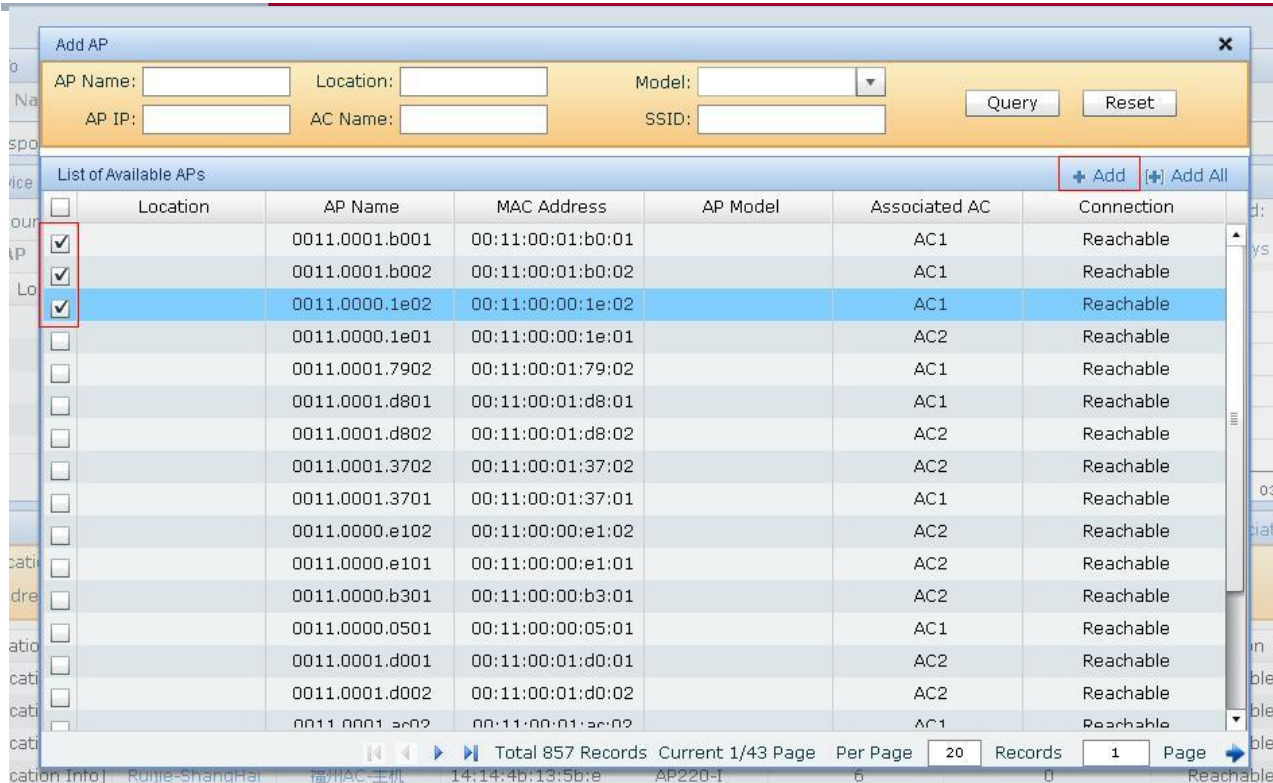 Add AP
AP Name: Location: Model:
Query Reset
AP IP: AC Name: SSID:
List of Available APs Add Add All
Location AP Name MAC Address AP Model Associated AC Connection
0011.0001.b001 00:11:00:01:b0:01 AC1 Reachable
0011.0001.b002 00:11:00:01:b0:02 AC1 Reachable
0011.0000.1e02 00:11:00:00:1e:02 AC1 Reachable
0011.0000.1e01 00:11:00:00:1e:01 AC2 Reachable
0011.0001.7902 00:11:00:01:79:02 AC1 Reachable
0011.0001.d801 00:11:00:01:d8:01 AC1 Reachable
0011.0001.d802 00:11:00:01:d8:02 AC2 Reachable
0011.0001.3702 00:11:00:01:37:02 AC2 Reachable
0011.0001.3701 00:11:00:01:37:01 AC1 Reachable
0011.0000.e102 00:11:00:00:e1:02 AC2 Reachable
0011.0000.e101 00:11:00:00:e1:01 AC2 Reachable
0011.0000.b301 00:11:00:00:b3:01 AC2 Reachable
0011.0000.0501 00:11:00:00:05:01 AC1 Reachable
0011.0001.d001 00:11:00:01:d0:01 AC2 Reachable
0011.0001.d002 00:11:00:01:d0:02 AC2 Reachable
0011.0001.ac02 00:11:00:01:ac:02 AC1 Reachable
Total 857 Records Current 1/43 Page Per Page 20 Records 1 Page
cation Info] Ruijie-ShangHai 福州AC-主机 14:14:4b:13:5b:e AP220-I 6 0 Reachable